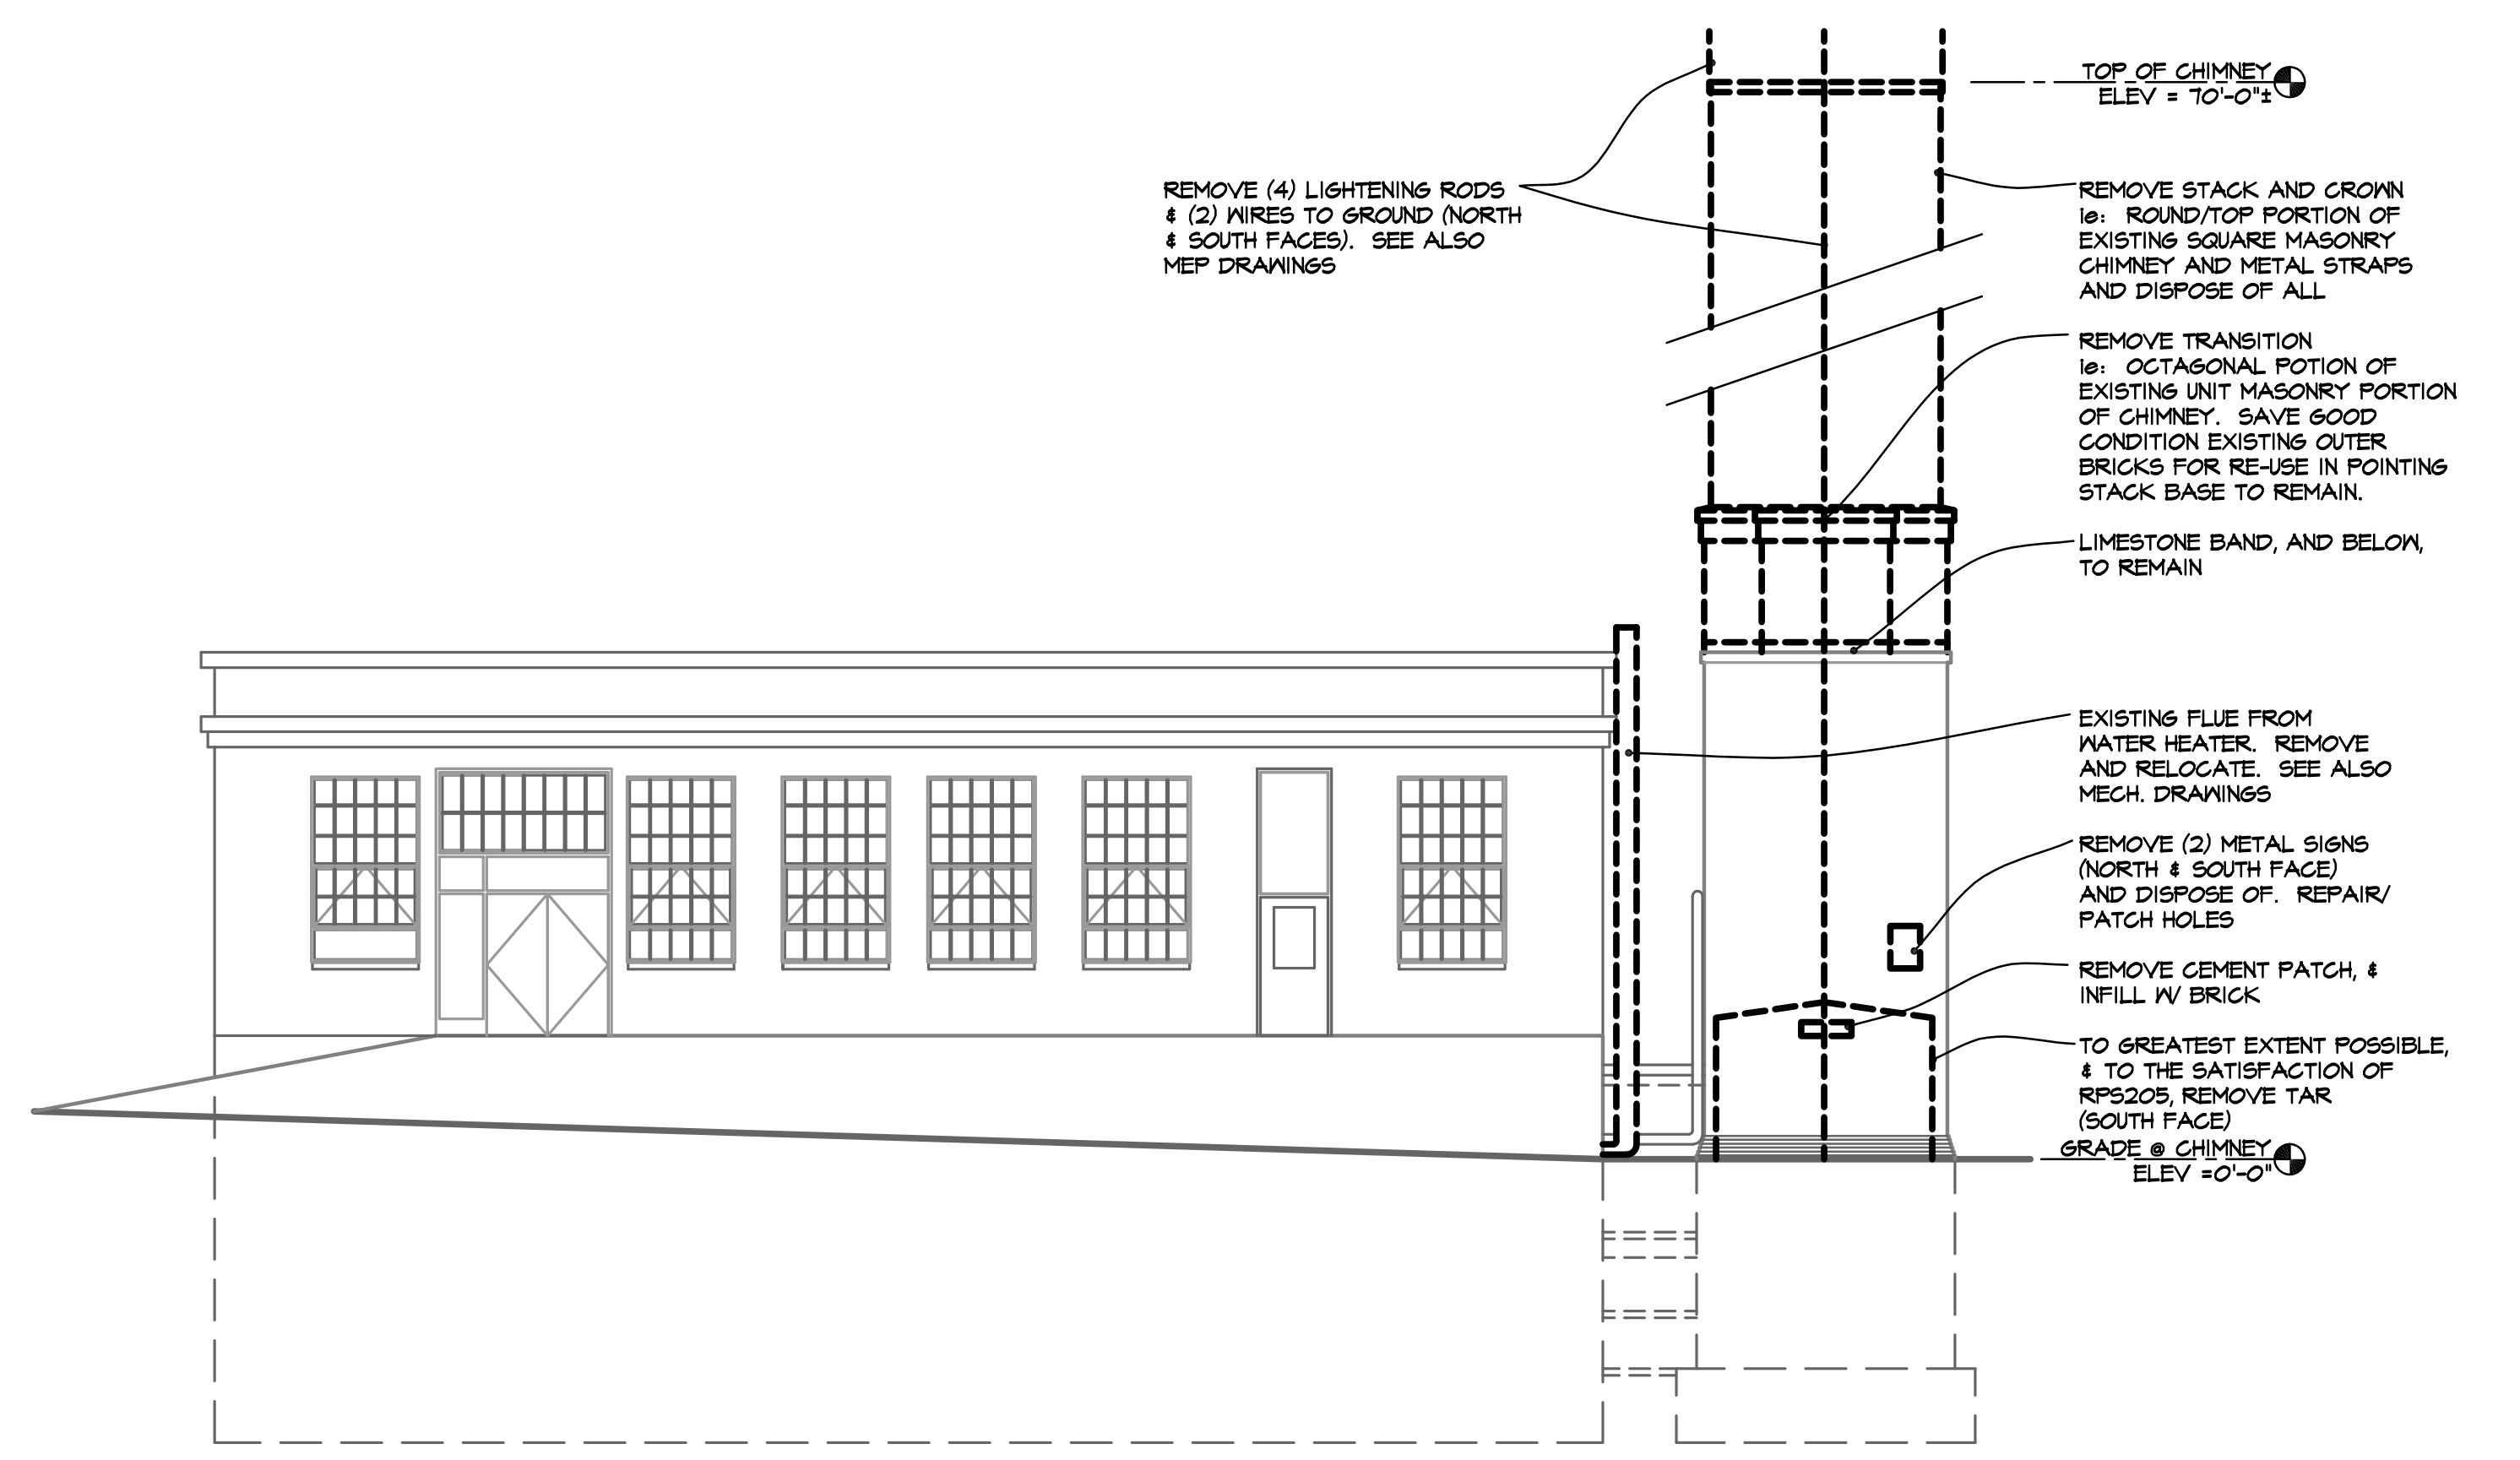 TOP OF CHIMNEY
ELEV = 70'-0"±
REMOVE (4) LIGHTENING RODS
& (2) WIRES TO GROUND (NORTH
& SOUTH FACES). SEE ALSO
MEP DRAWINGS
REMOVE STACK AND CROWN
ie: ROUND/TOP PORTION OF
EXISTING SQUARE MASONRY
CHIMNEY AND METAL STRAPS
AND DISPOSE OF ALL
REMOVE TRANSITION
ie: OCTAGONAL POTION OF
EXISTING UNIT MASONRY PORTION
OF CHIMNEY. SAVE GOOD
CONDITION EXISTING OUTER
BRICKS FOR RE-USE IN POINTING
STACK BASE TO REMAIN.
LIMESTONE BAND, AND BELOW,
TO REMAIN
EXISTING FLUE FROM
WATER HEATER. REMOVE
AND RELOCATE. SEE ALSO
MECH. DRAWINGS
REMOVE (2) METAL SIGNS
(NORTH & SOUTH FACE)
AND DISPOSE OF. REPAIR/
PATCH HOLES
REMOVE CEMENT PATCH, &
INFILL W/ BRICK
TO GREATEST EXTENT POSSIBLE,
& TO THE SATISFACTION OF
RPS205, REMOVE TAR
(SOUTH FACE)
GRADE @ CHIMNEY
ELEV =0'-0"